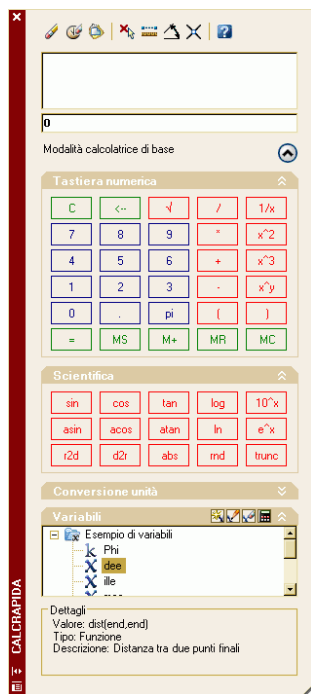 0
Modalità calcolatrice di base
Tastiera numerica
C <-- √ / 1/x
7 8 9 * x^2
4 5 6 + x^3
1 2 3 - x^y
0 . pi ( )
= MS M+ MR MC
Scientifica
sin cos tan log 10^x
asin acos atan ln e^x
r2d d2r abs rnd trunc
Conversione unità
Variabili
Esempio di variabili
k Phi
X dee
X ille
Dettagli
Valore: dist(end,end)
Tipo: Funzione
Descrizione: Distanza tra due punti finali
CALCRAPIDA